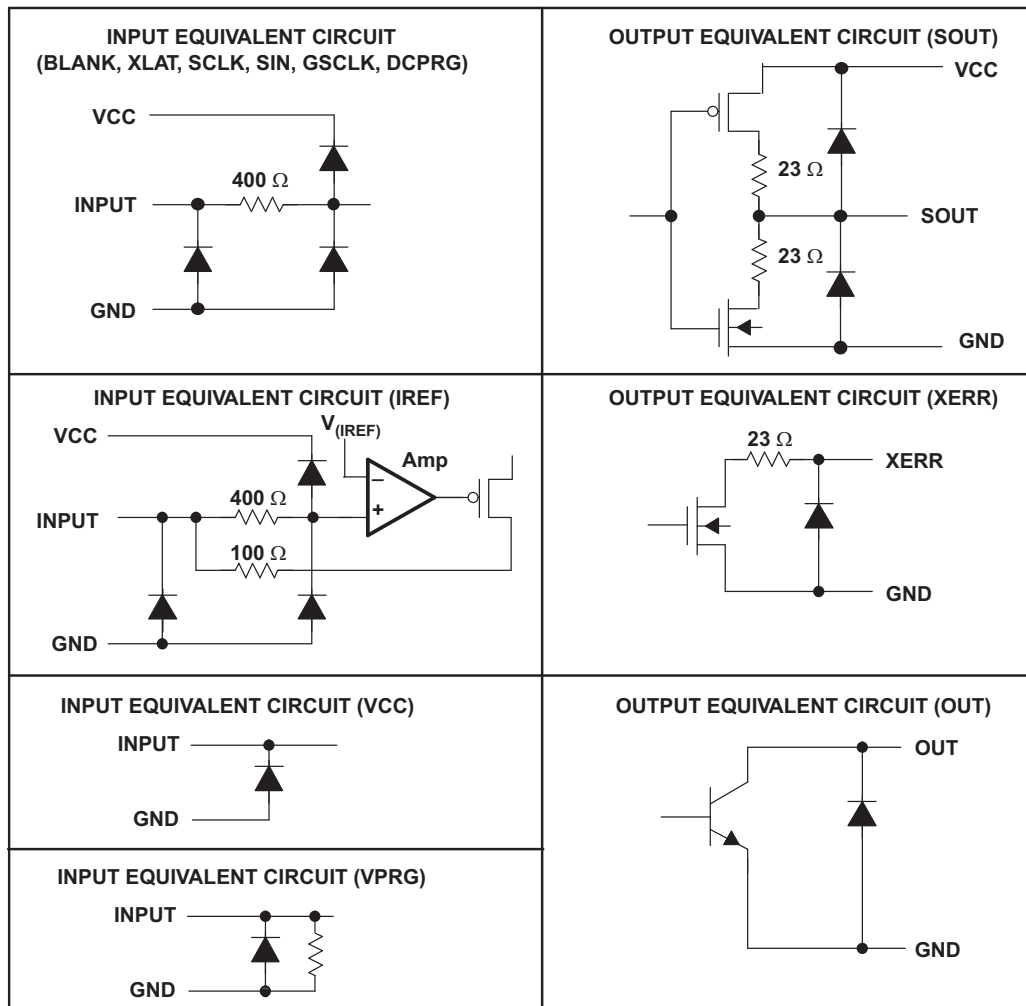 INPUT EQUIVALENT CIRCUIT
(BLANK, XLAT, SCLK, SIN, GSCLK, DCPRG)
VCC
400 Ω
INPUT
GND
OUTPUT EQUIVALENT CIRCUIT (SOUT)
VCC
23 Ω
SOUT
23 Ω
GND
INPUT EQUIVALENT CIRCUIT (IREF)
V(IREF)
VCC
Amp
400 Ω
INPUT
100 Ω
GND
OUTPUT EQUIVALENT CIRCUIT (XERR)
23 Ω
XERR
GND
INPUT EQUIVALENT CIRCUIT (VCC)
INPUT
GND
OUTPUT EQUIVALENT CIRCUIT (OUT)
OUT
GND
INPUT EQUIVALENT CIRCUIT (VPRG)
INPUT
GND